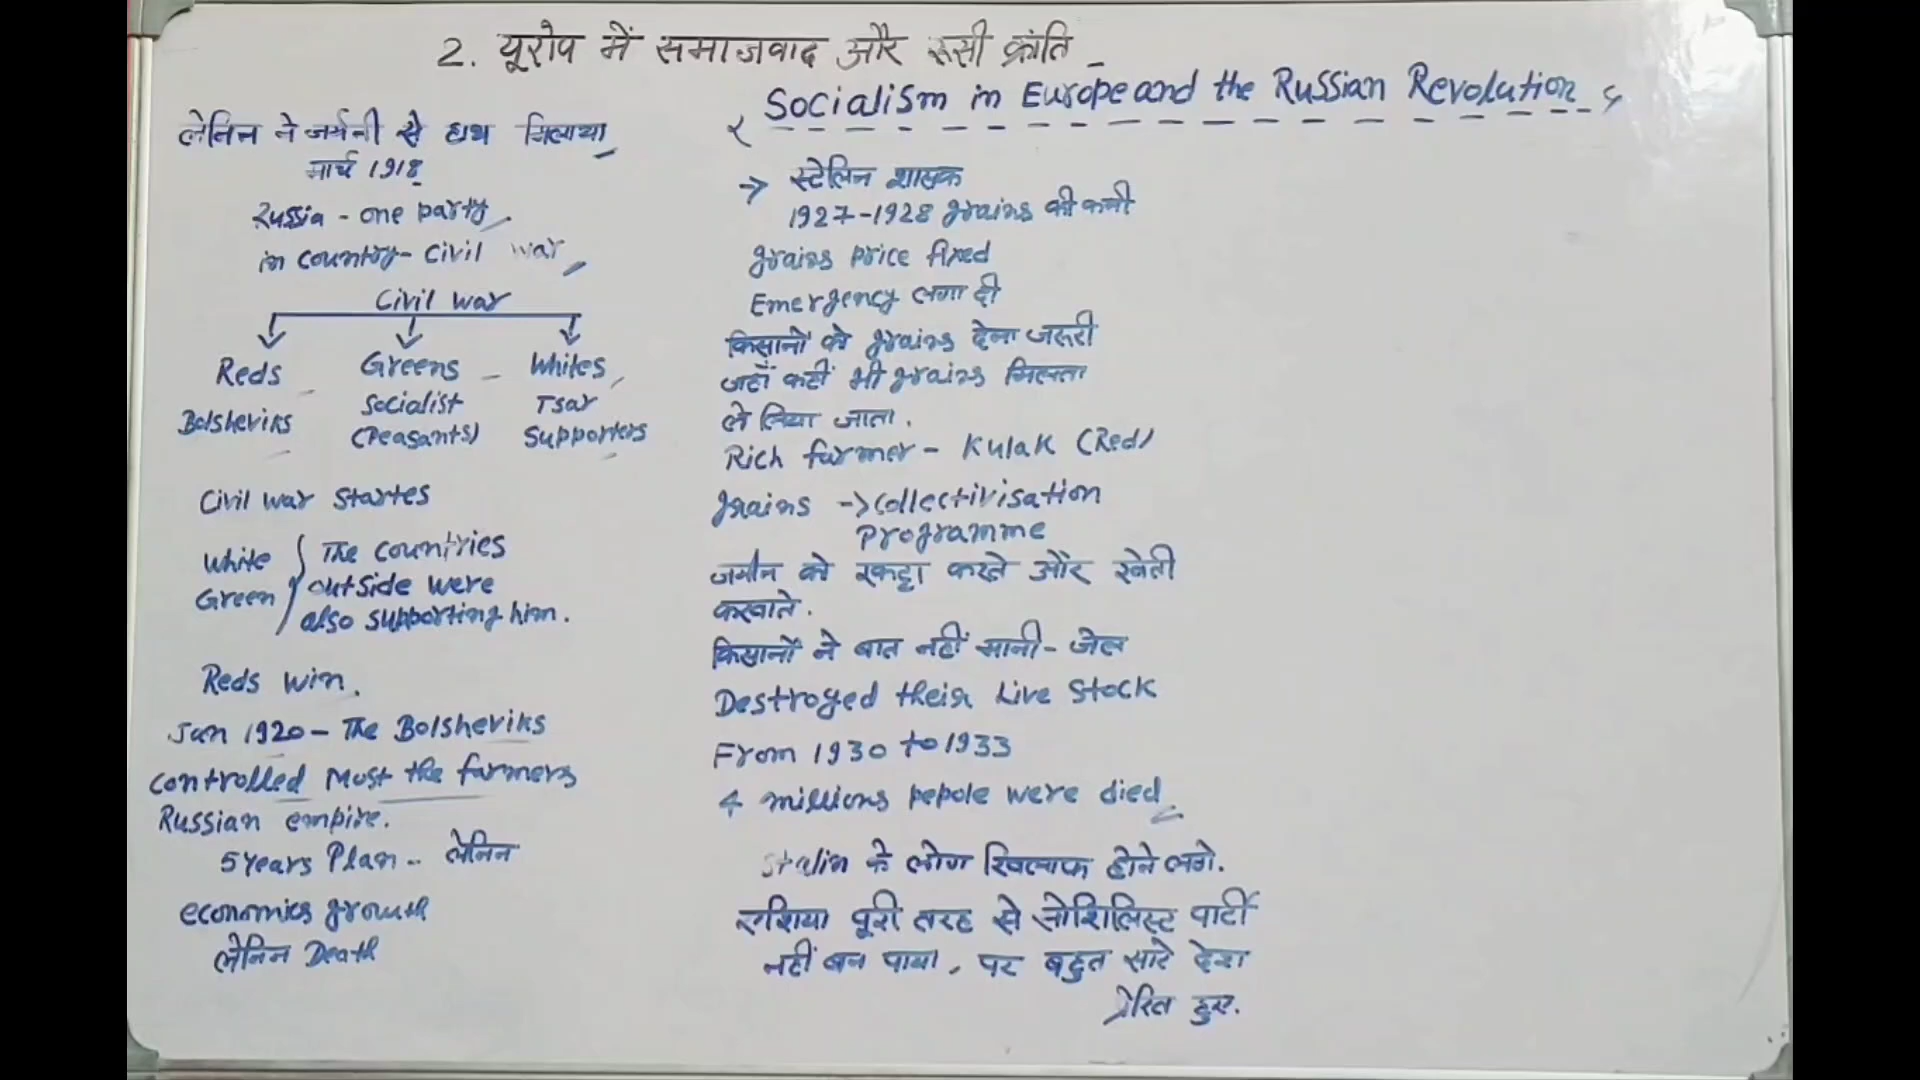 2. यूरोप में समाजवाद और रूसी क्रांति -
Socialism in Europe and the Russian Revolution
लेनिन ने जर्मनी से हाथ मिलाया
मार्च 1918
Russia - one party
in country - civil war
Civil war
Reds Greens Whites
Bolsheviks Socialist (Peasants) Tsar Supporters
Civil war startes
White Green } The countries
outside were
also supporting him.
Reds win.
Jan 1920 - The Bolsheviks
controlled Most the farmers
Russian empire.
5 years Plan - लेनिन
economics growth
लेनिन Death
→ स्टेलिन शासक
1927-1928 grains की कमी
grains price fixed
Emergency लगा दी
किसानों को grains देना जरूरी
जहाँ कहीं भी grains मिलता
ले लिया जाता.
Rich farmer - Kulak (Red)
grains → collectivisation
Programme
जमीन को एकट्ठा करते और खेती
करवाते.
किसानों ने बात नहीं मानी - जेल
Destroyed their Live Stock
From 1930 to 1933
4 millions pepole were died
Stalin के लोग खिलाफ होने लगे.
एशिया पूरी तरह से सोशिलिस्ट पार्टी
नहीं बन पाया, पर बहुत सारे देश
प्रेरित हुए.